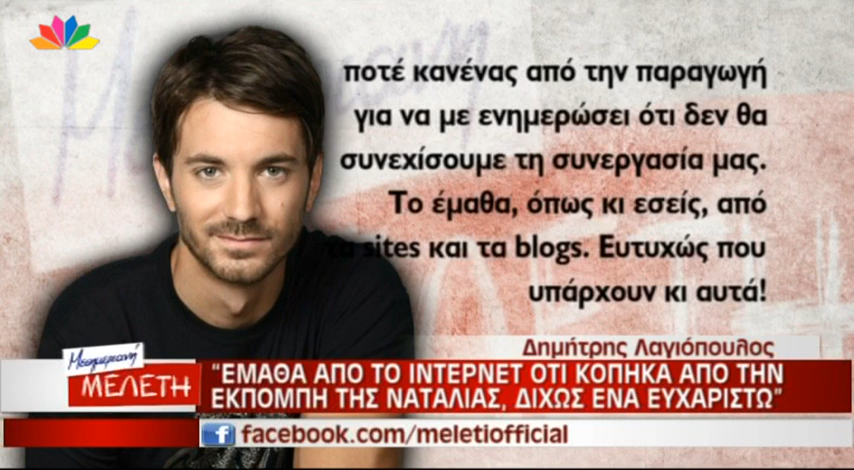 ποτέ κανένας από την παραγωγή
για να με ενημερώσει ότι δεν θα
συνεχίσουμε τη συνεργασία μας.
Το έμαθα, όπως κι εσείς, από
τα sites και τα blogs. Ευτυχώς που
υπάρχουν κι αυτά!
Δημήτρης Λαγιόπουλος
Μεσημεριανή
ΜΕΛΕΤΗ
"ΕΜΑΘΑ ΑΠΟ ΤΟ ΙΝΤΕΡΝΕΤ ΟΤΙ ΚΟΠΗΚΑ ΑΠΟ ΤΗΝ
ΕΚΠΟΜΠΗ ΤΗΣ ΝΑΤΑΛΙΑΣ, ΔΙΧΩΣ ΕΝΑ ΕΥΧΑΡΙΣΤΩ"
facebook.com/meletiofficial